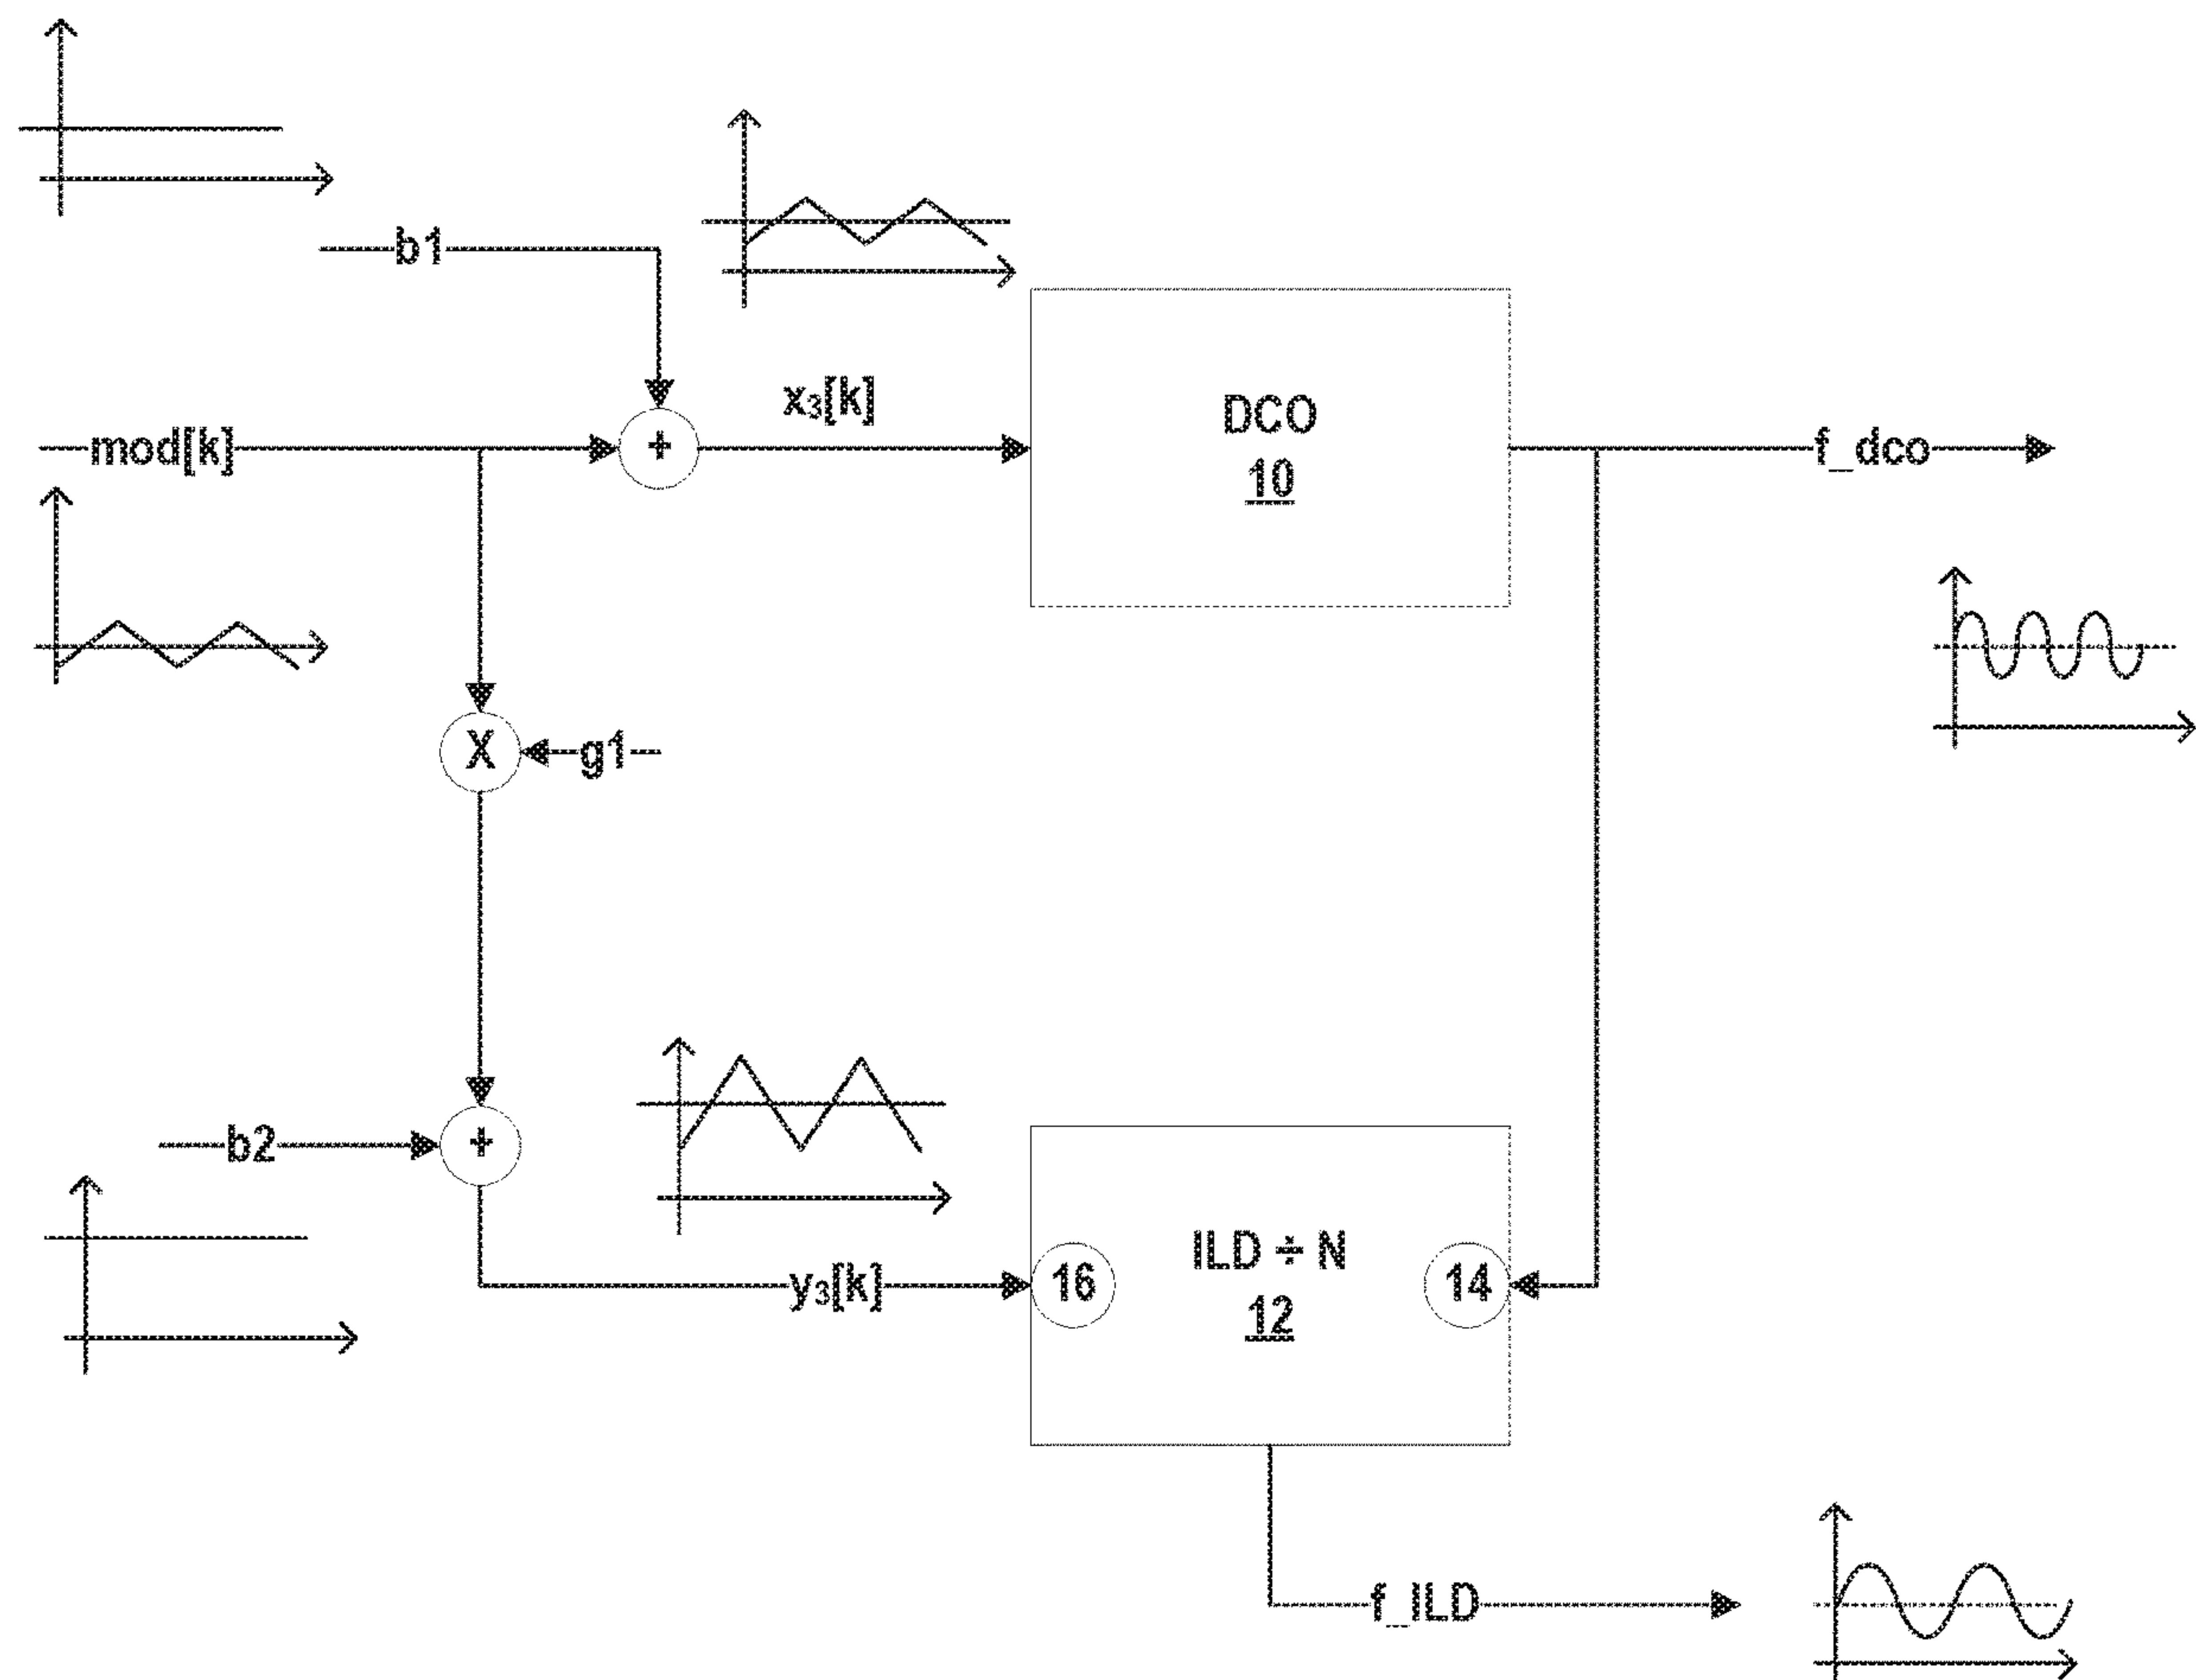 b1
mod[k]
+
x₃[k]
DCO
10
f_dco
X
g1
b2
+
y₃[k]
16
ILD ÷ N
12
14
f_ILD